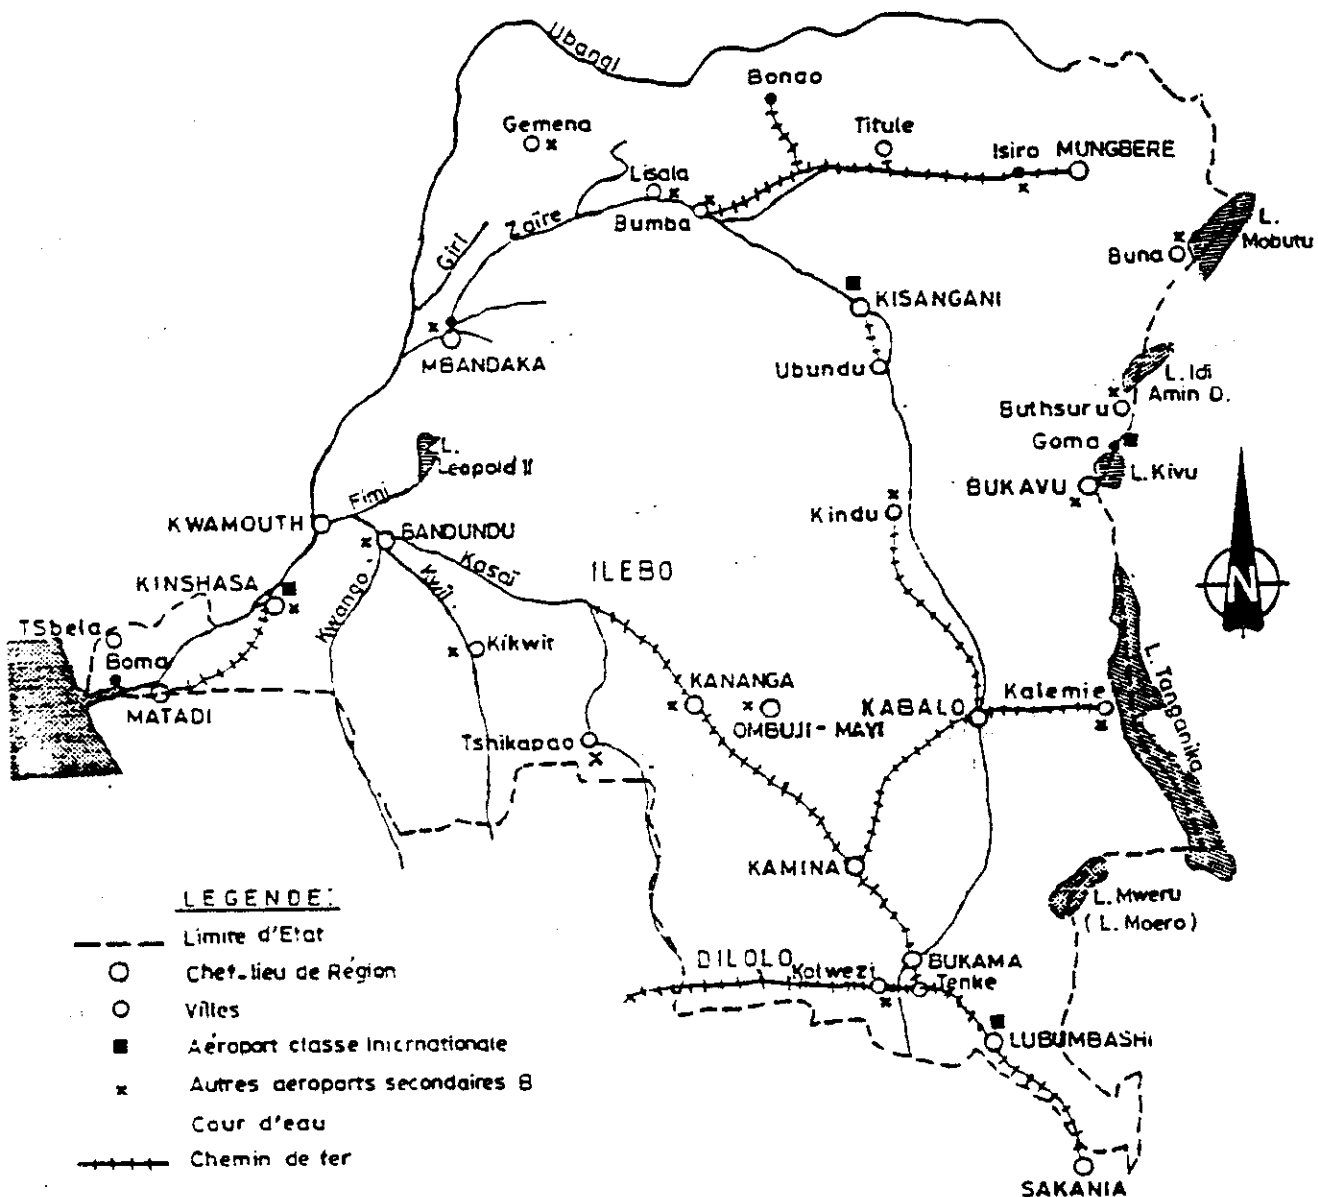 Ubangi
Bongo
Gemena
Titule
Isiro MUNGBERE
Lisala
Zaïre
Bumba
Giri
L.
Mobutu
Buna
KISANGANI
MBANDAKA
Ubundu
L. Idi
Amin D.
Buthsuru
Goma
L.
Leopold II
L. Kivu
BUKAVU
Fimi
KWAMOUTH
BANDUNDU
Kindu
Kasaï
ILEBO
KINSHASA
N
Kwango
Kwil.
TSbela
Boma
Kikwit
MATADI
KANANGA
KABALO
Kalemie
L. Tanganika
OMBUJI-MAYI
Tshikapao
KAMINA
L. Mweru
(L. Moero)
DILOLO
Kolwezi
BUKAMA
Tenke
LUBUMBASHI
SAKANIA
LEGENDE:
Limite d'Etat
Chef-lieu de Région
Villes
Aéroport classe Internationale
Autres aeroports secondaires B
Cour d'eau
Chemin de fer